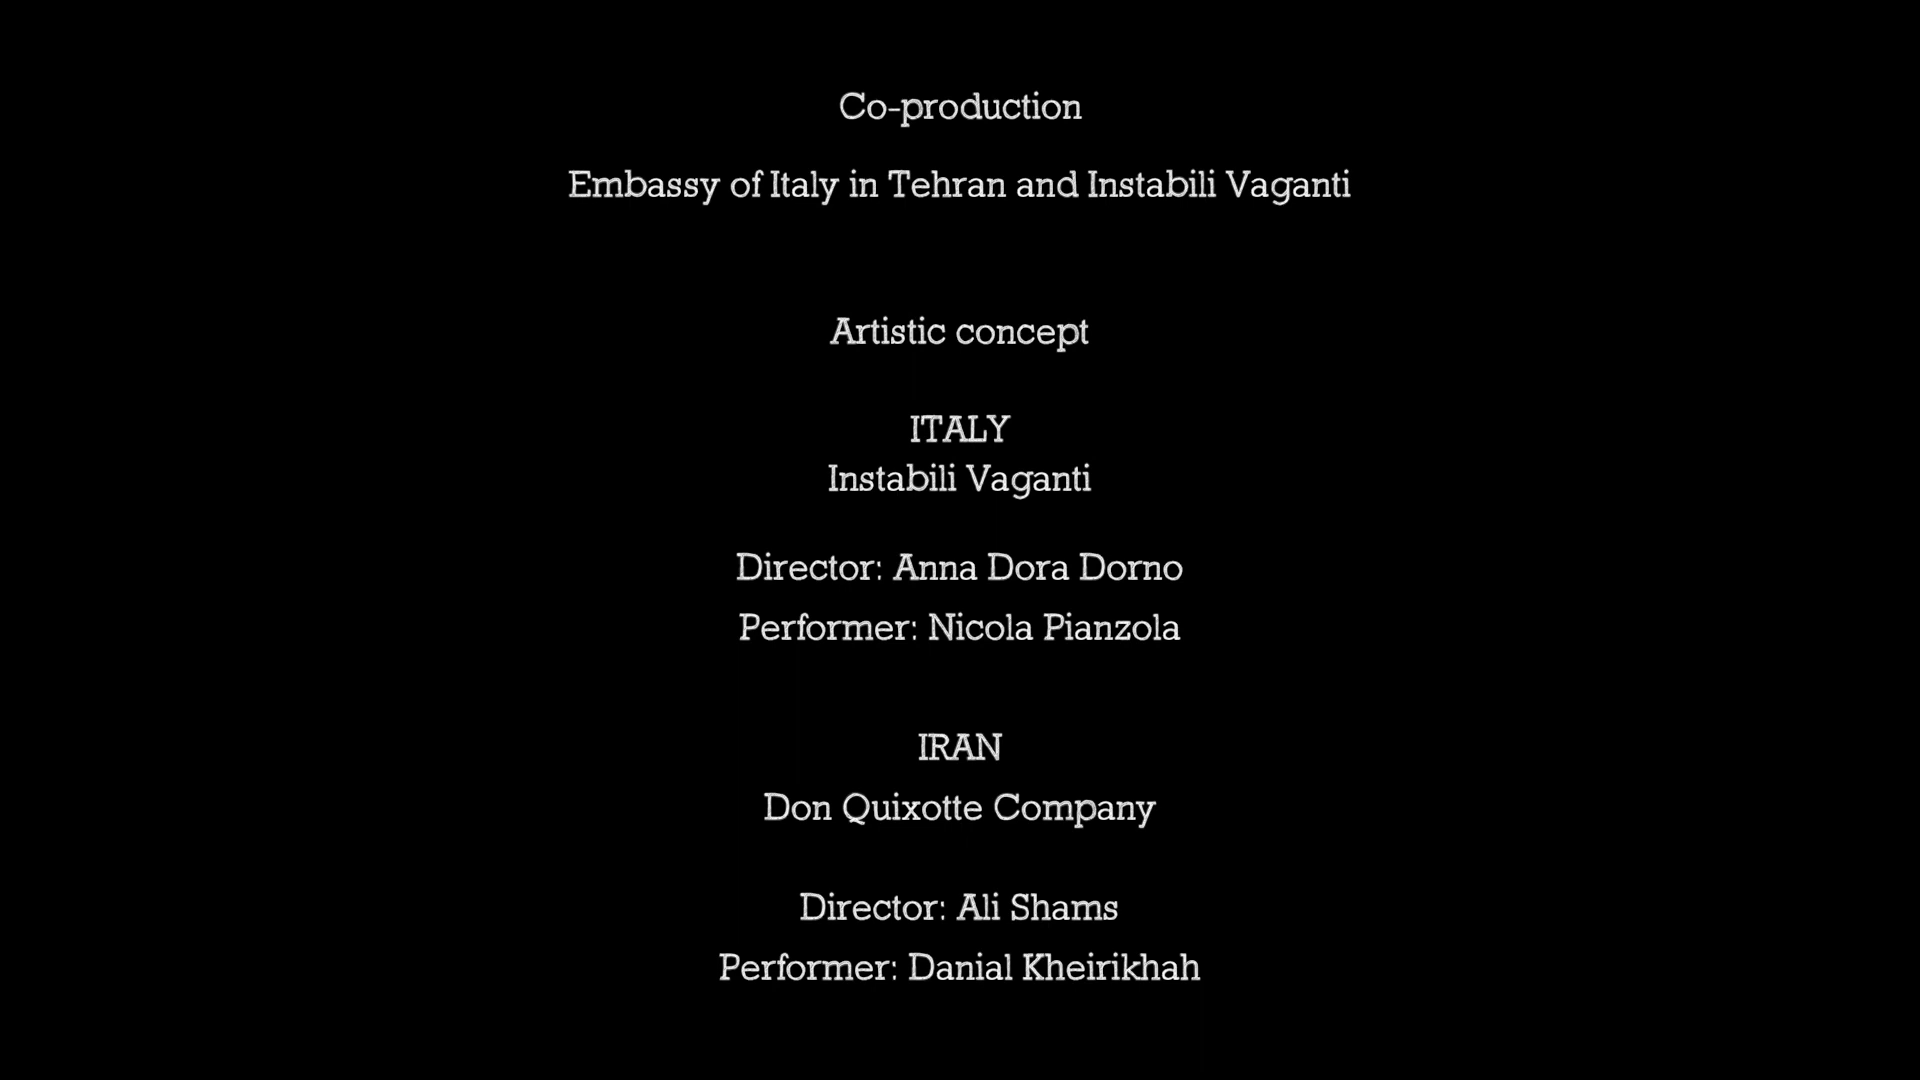 Co-production
Embassy of Italy in Tehran and Instabili Vaganti
Artistic concept
ITALY
Instabili Vaganti
Director: Anna Dora Dorno
Performer: Nicola Pianzola
IRAN
Don Quixotte Company
Director: Ali Shams
Performer: Danial Kheirikhah